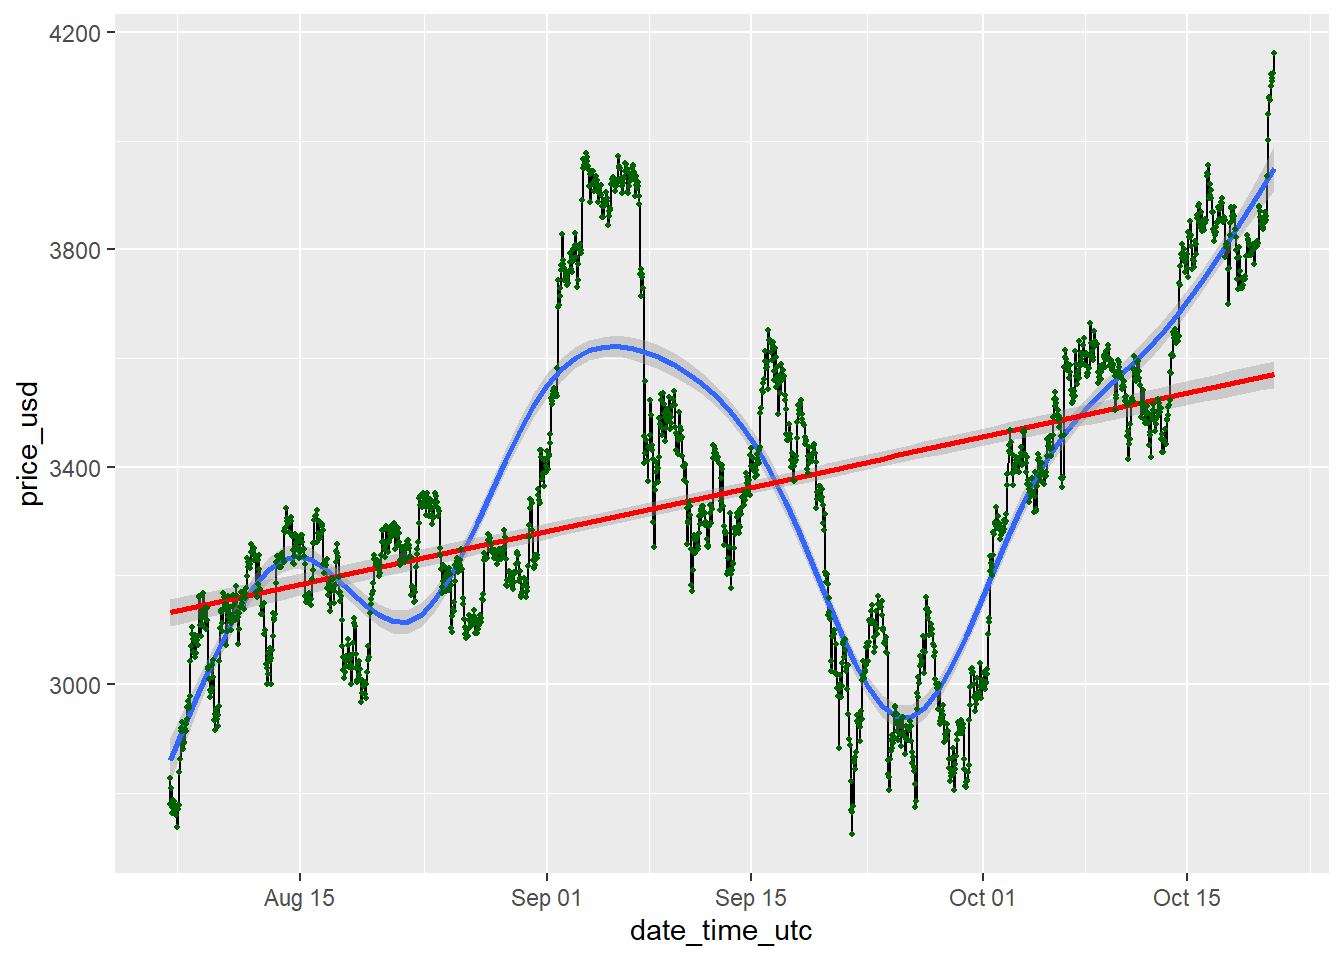 4200
3800
3400
3000
price_usd
Aug 15
Sep 01
Sep 15
Oct 01
Oct 15
date_time_utc